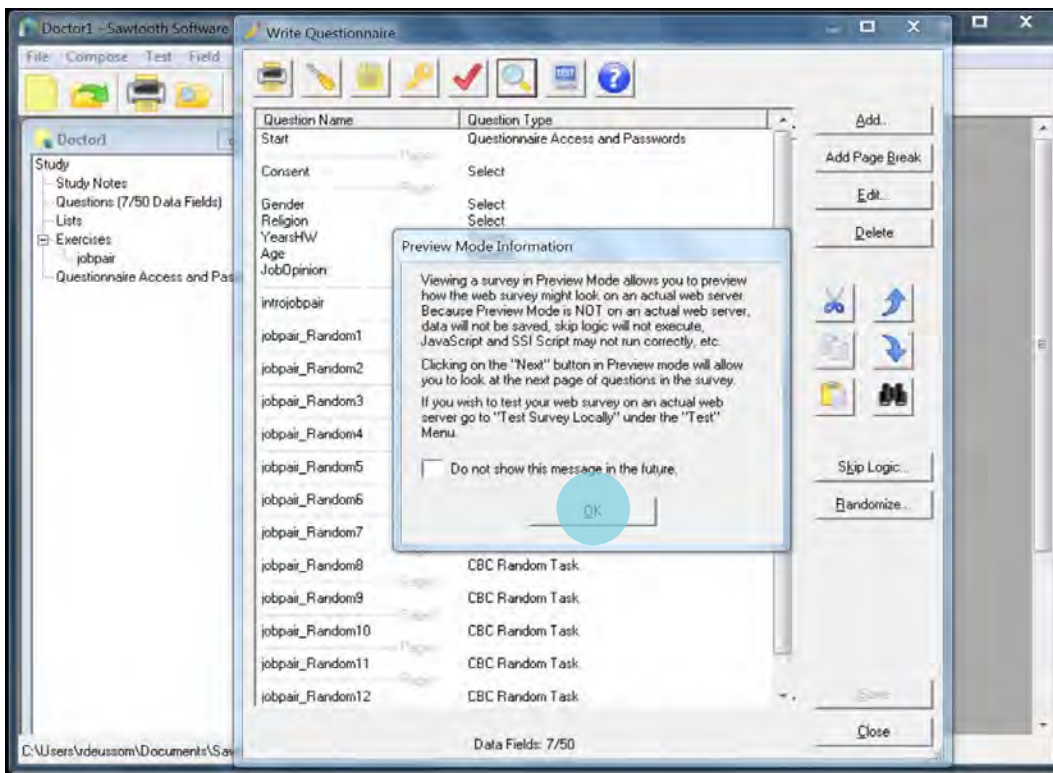 Doctor1 - Sawtooth Software
Write Questionnaire
File Compose Test Field
TEST
Doctor1
Study
Study Notes
Questions (7/50 Data Fields)
Lists
Exercises
jobpair
Questionnaire Access and Pas
Question Name Question Type
Start Questionnaire Access and Passwords
Page
Consent Select
Page
Gender Select
Religion Select
YearsHW
Age
JobOpinion
introjobpair
jobpair_Random1
jobpair_Random2
jobpair_Random3
jobpair_Random4
jobpair_Random5
jobpair_Random6
jobpair_Random7
jobpair_Random8 CBC Random Task
Page
jobpair_Random9 CBC Random Task
Page
jobpair_Random10 CBC Random Task
Page
jobpair_Random11 CBC Random Task
Page
jobpair_Random12 CBC Random Task
Preview Mode Information
Viewing a survey in Preview Mode allows you to preview
how the web survey might look on an actual web server.
Because Preview Mode is NOT on an actual web server,
data will not be saved, skip logic will not execute,
JavaScript and SSI Script may not run correctly, etc.
Clicking on the "Next" button in Preview mode will allow
you to look at the next page of questions in the survey.
If you wish to test your web survey on an actual web
server go to "Test Survey Locally" under the "Test"
Menu.
Do not show this message in the future.
OK
Add..
Add Page Break
Edit..
Delete
Skip Logic...
Randomize..
Save
Close
Data Fields: 7/50
C:\Users\rdeussom\Documents\Saw